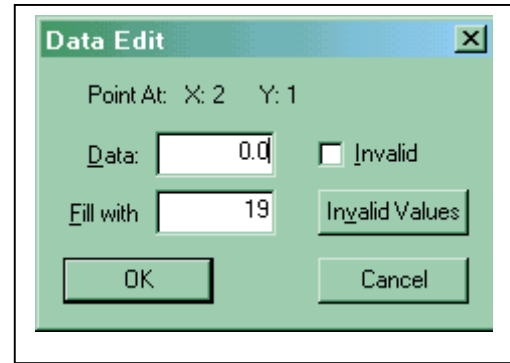 Data Edit
Point At: X: 2 Y: 1
Data: 0.0 Invalid
Fill with 19 Invalid Values
OK Cancel